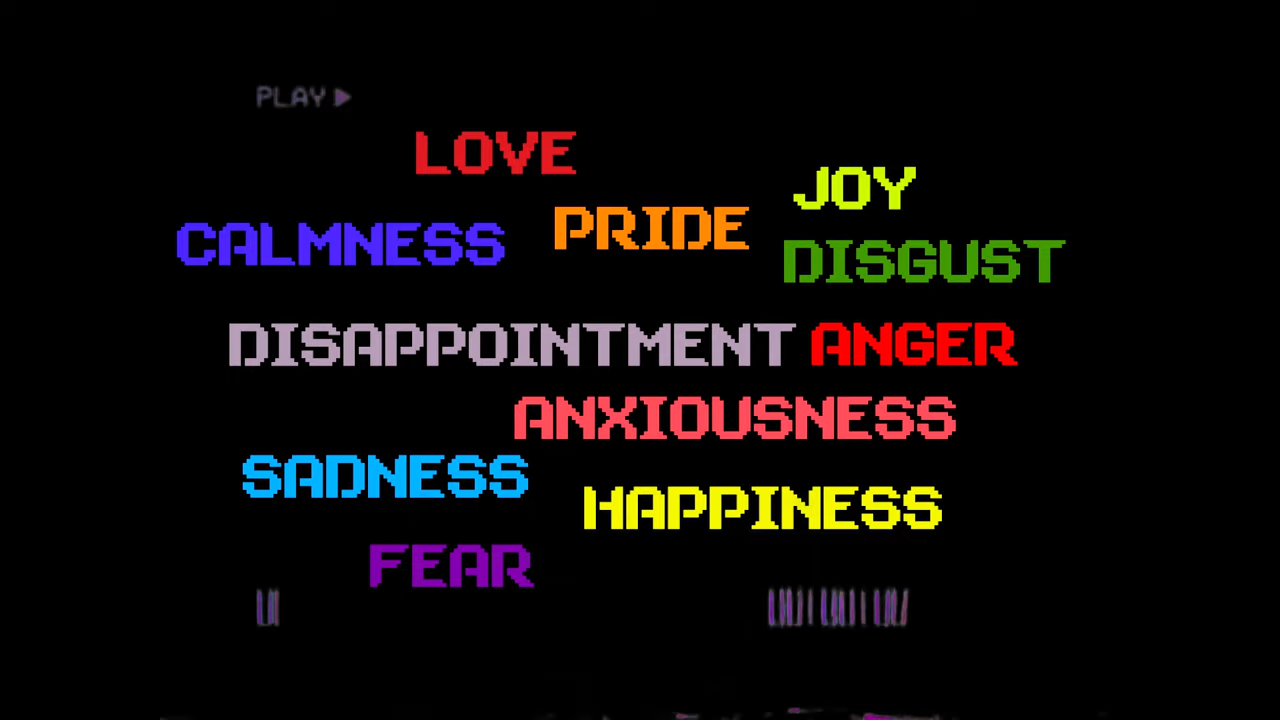 PLAY
LOVE
JOY
CALMNESS
PRIDE
DISGUST
DISAPPOINTMENT
ANGER
ANXIOUSNESS
SADNESS
HAPPINESS
FEAR